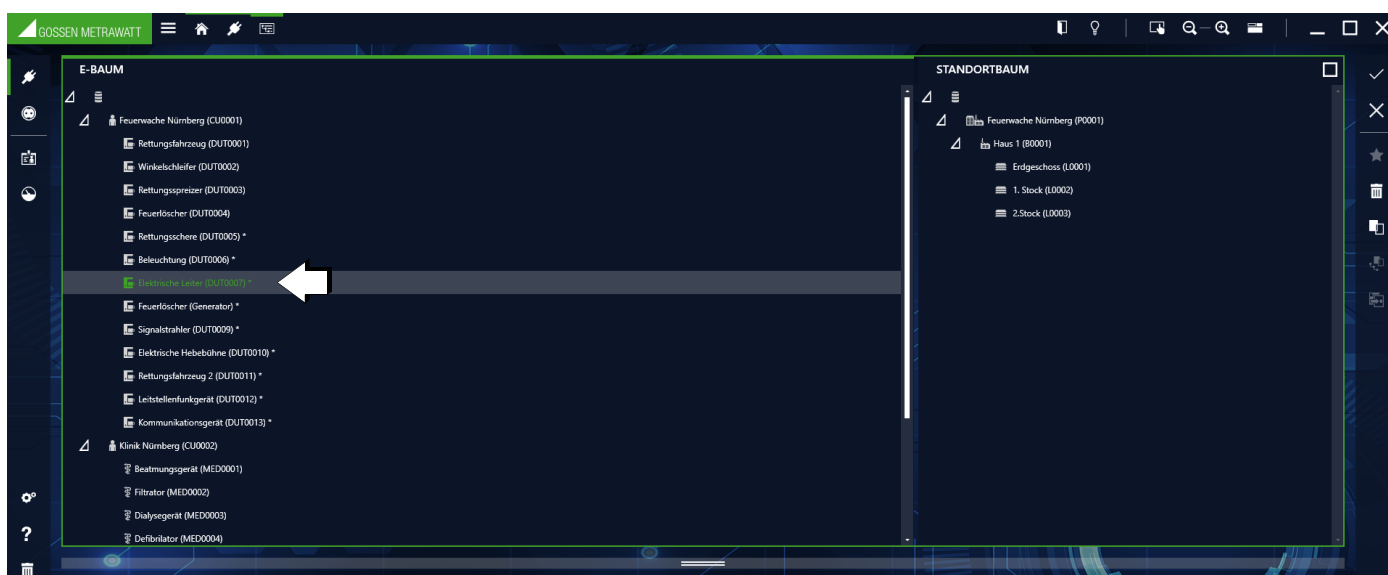 GOSSEN METRAWATT
E-BAUM
Feuerwache Nürnberg (CU0001)
Rettungsfahrzeug (DUT0001)
Winkelschleifer (DUT0002)
Rettungsspreizer (DUT0003)
Feuerlöscher (DUT0004)
Rettungsschere (DUT0005) *
Beleuchtung (DUT0006) *
Elektrische Leiter (DUT0007) *
Feuerlöscher (Generator) *
Signalstrahler (DUT0009) *
Elektrische Hebebühne (DUT0010) *
Rettungsfahrzeug 2 (DUT0011) *
Leitstellenfunkgerät (DUT0012) *
Kommunikationsgerät (DUT0013) *
Klinik Nürnberg (CU0002)
Beatmungsgerät (MED0001)
Filtrator (MED0002)
Dialysegerät (MED0003)
Defibrilator (MED0004)
STANDORTBAUM
Feuerwache Nürnberg (P0001)
Haus 1 (B0001)
Erdgeschoss (L0001)
1. Stock (L0002)
2.Stock (L0003)